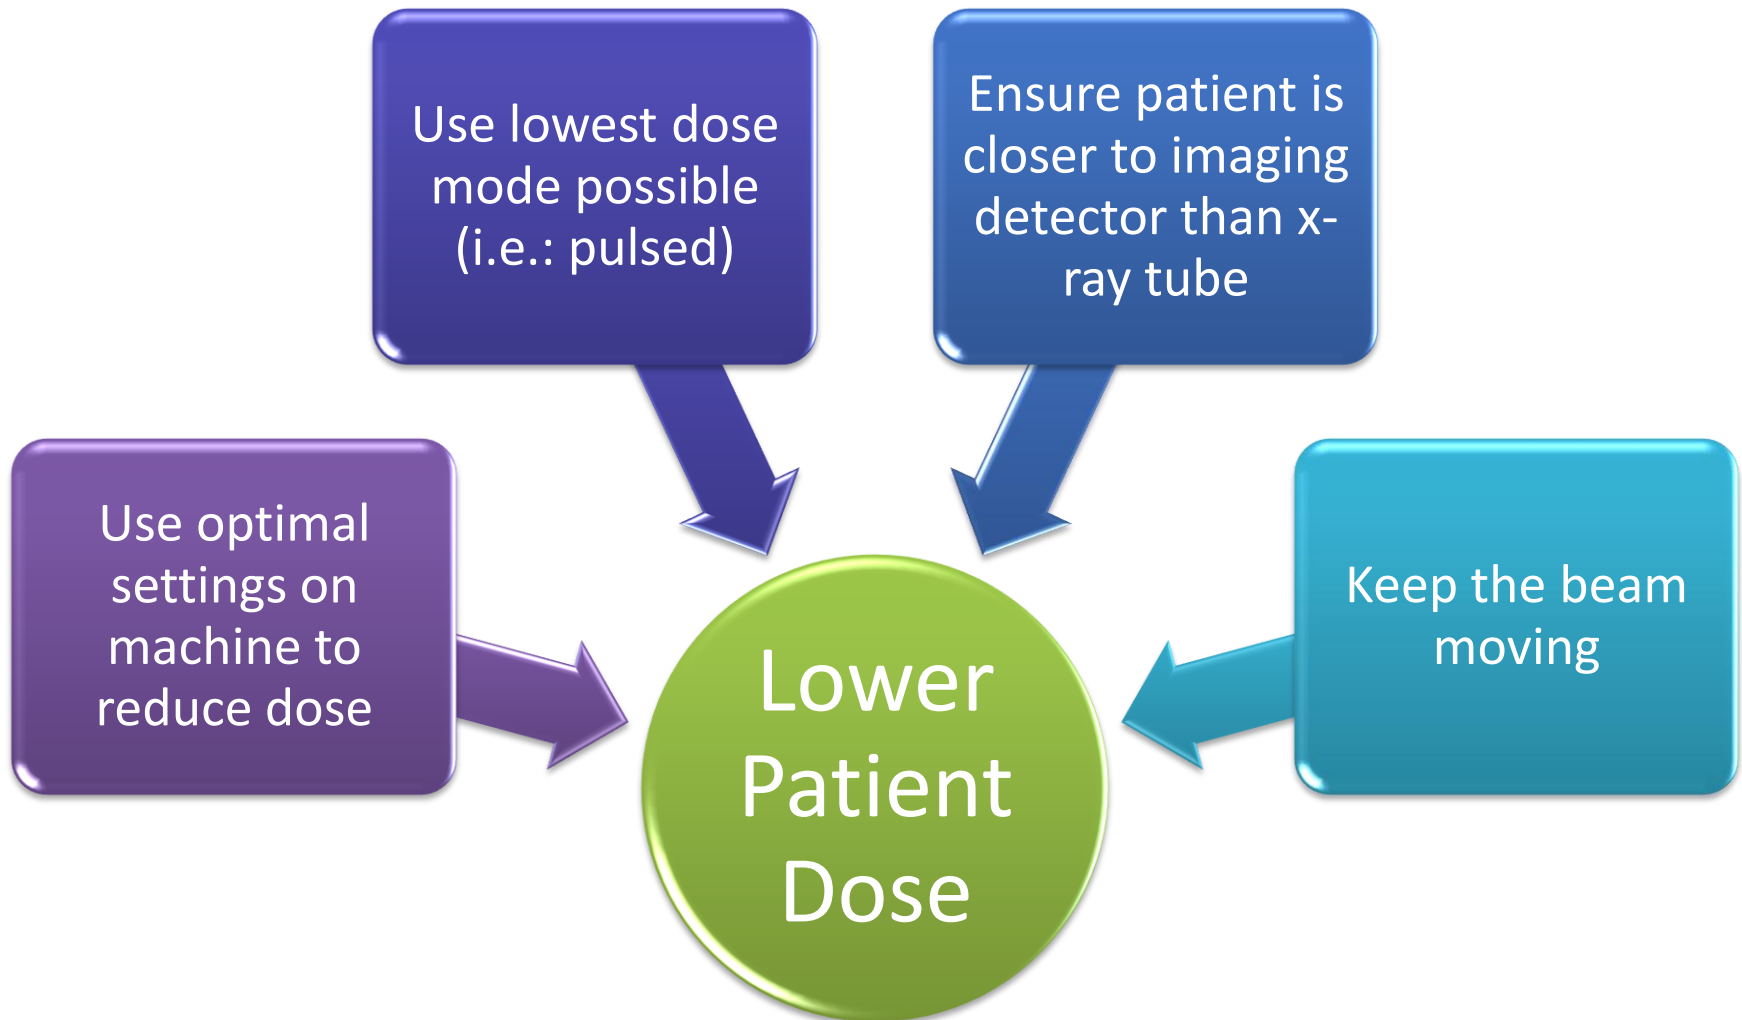 Use lowest dose
mode possible
(i.e.: pulsed)
Ensure patient is
closer to imaging
detector than x-
ray tube
Use optimal
settings on
machine to
reduce dose
Keep the beam
moving
Lower
Patient
Dose